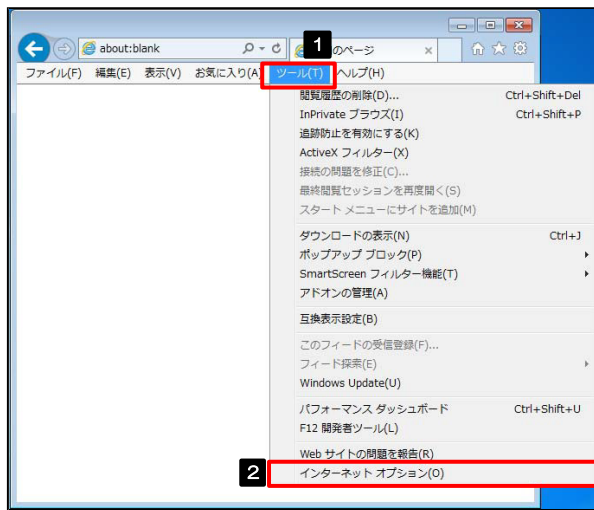 1
about:blank
のページ
ファイル(F) 編集(E) 表示(V) お気に入り(A) ツール(T) ヘルプ(H)
閲覧履歴の削除(D)... Ctrl+Shift+Del
InPrivate ブラウズ(I) Ctrl+Shift+P
追跡防止を有効にする(K)
ActiveX フィルター(X)
接続の問題を修正(C)...
最終閲覧セッションを再度開く(S)
スタート メニューにサイトを追加(M)
ダウンロードの表示(N) Ctrl+J
ポップアップ ブロック(P)
SmartScreen フィルター機能(T)
アドオンの管理(A)
互換表示設定(B)
このフィードの受信登録(F)...
フィード探索(E)
Windows Update(U)
パフォーマンス ダッシュボード Ctrl+Shift+U
F12 開発者ツール(L)
Web サイトの問題を報告(R)
2 インターネット オプション(O)